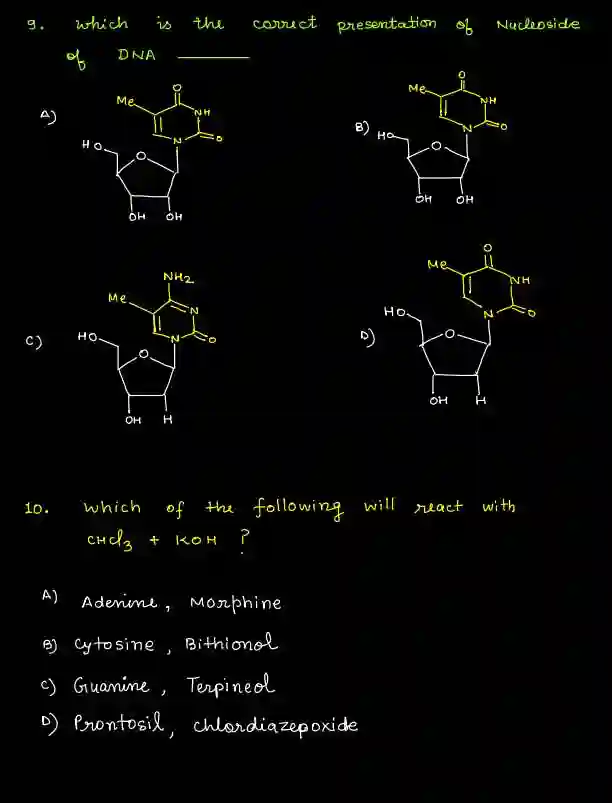 9. which is the correct presentation of Nucleoside
of DNA ———
A)
Me
O
NH
N
O
HO
O
OH OH
B)
Me
O
NH
N
O
HO
O
OH OH
C)
NH2
Me
N
N
O
HO
O
OH H
D)
O
Me
NH
N
O
HO
O
OH H
10. which of the following will react with
CHCl3 + KOH ?
A) Adenine, Morphine
B) Cytosine, Bithionol
C) Guanine, Terpineol
D) Prontosil, chlordiazepoxide